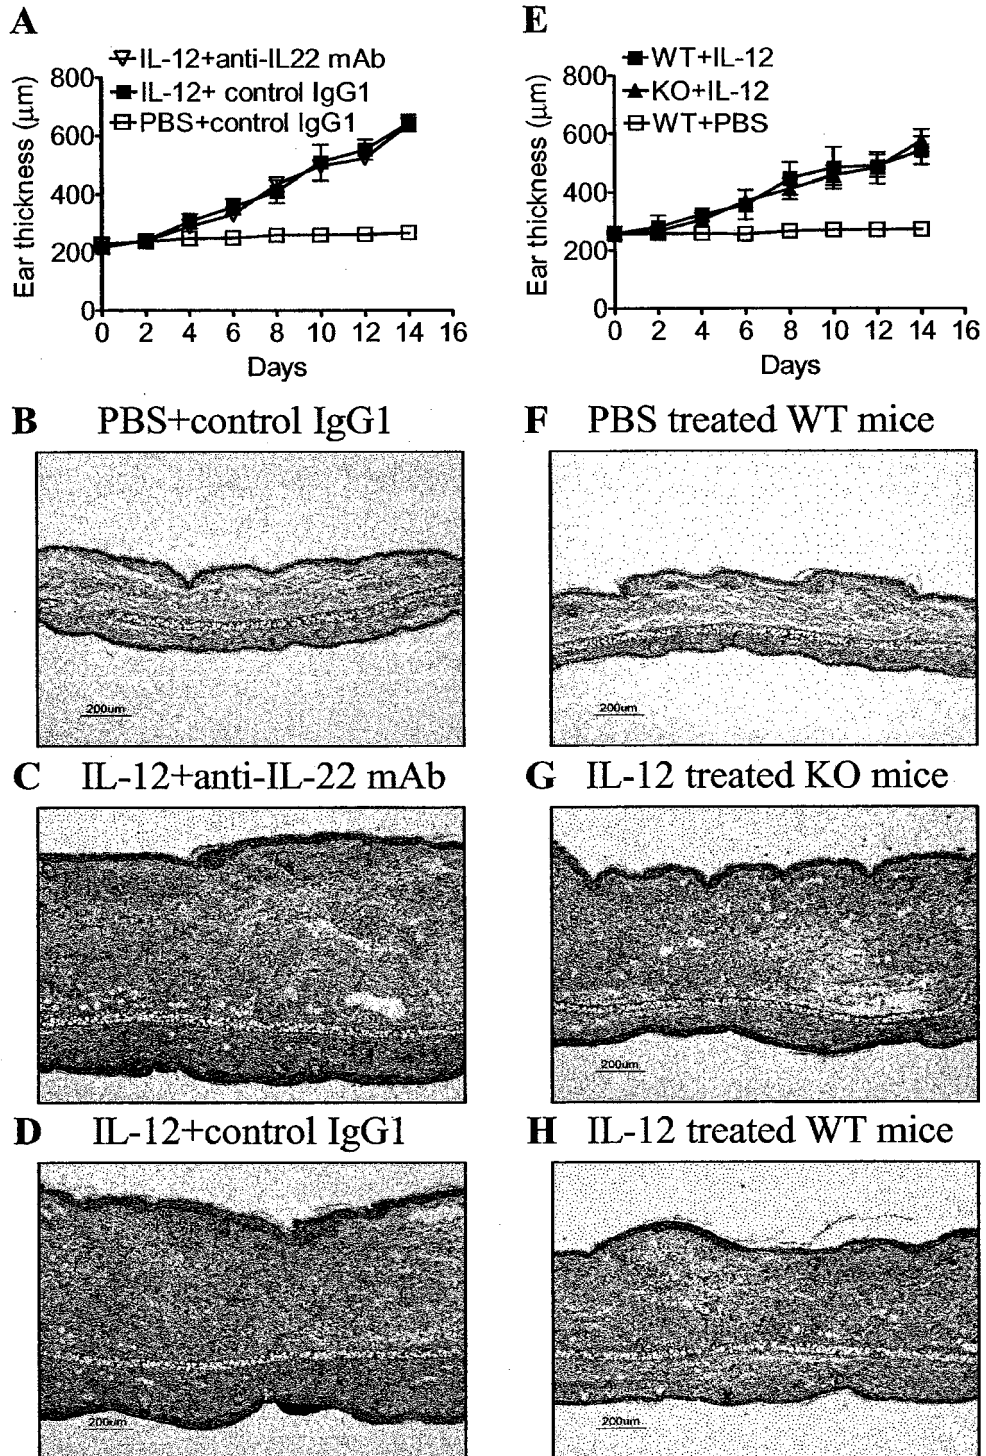 A
IL-12+anti-IL22 mAb
IL-12+ control IgG1
PBS+control IgG1
Ear thickness (µm)
800
600
400
200
0
0 2 4 6 8 10 12 14 16
Days
E
WT+IL-12
KO+IL-12
WT+PBS
Ear thickness (µm)
800
600
400
200
0
0 2 4 6 8 10 12 14 16
Days
B PBS+control IgG1
200um
F PBS treated WT mice
200um
C IL-12+anti-IL-22 mAb
G IL-12 treated KO mice
200um
D IL-12+control IgG1
200um
H IL-12 treated WT mice
200um